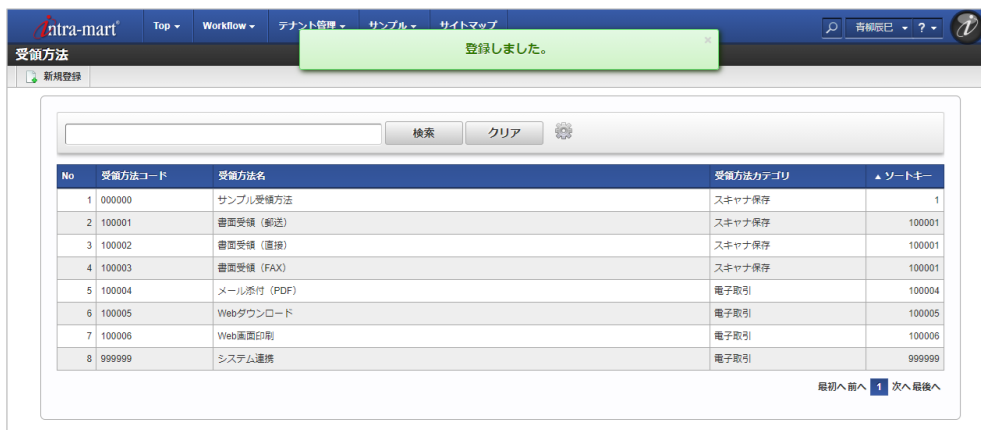 intra-mart® Top Workflow テナント管理 サンプル サイトマップ 青柳辰巳 ?
受領方法
登録しました。 ×
新規登録
検索 クリア
No 受領方法コード 受領方法名 受領方法カテゴリ ▲ ソートキー
1 000000 サンプル受領方法 スキャナ保存 1
2 100001 書面受領（郵送） スキャナ保存 100001
3 100002 書面受領（直接） スキャナ保存 100001
4 100003 書面受領（FAX） スキャナ保存 100001
5 100004 メール添付（PDF） 電子取引 100004
6 100005 Webダウンロード 電子取引 100005
7 100006 Web画面印刷 電子取引 100006
8 999999 システム連携 電子取引 999999
最初へ 前へ 1 次へ 最後へ